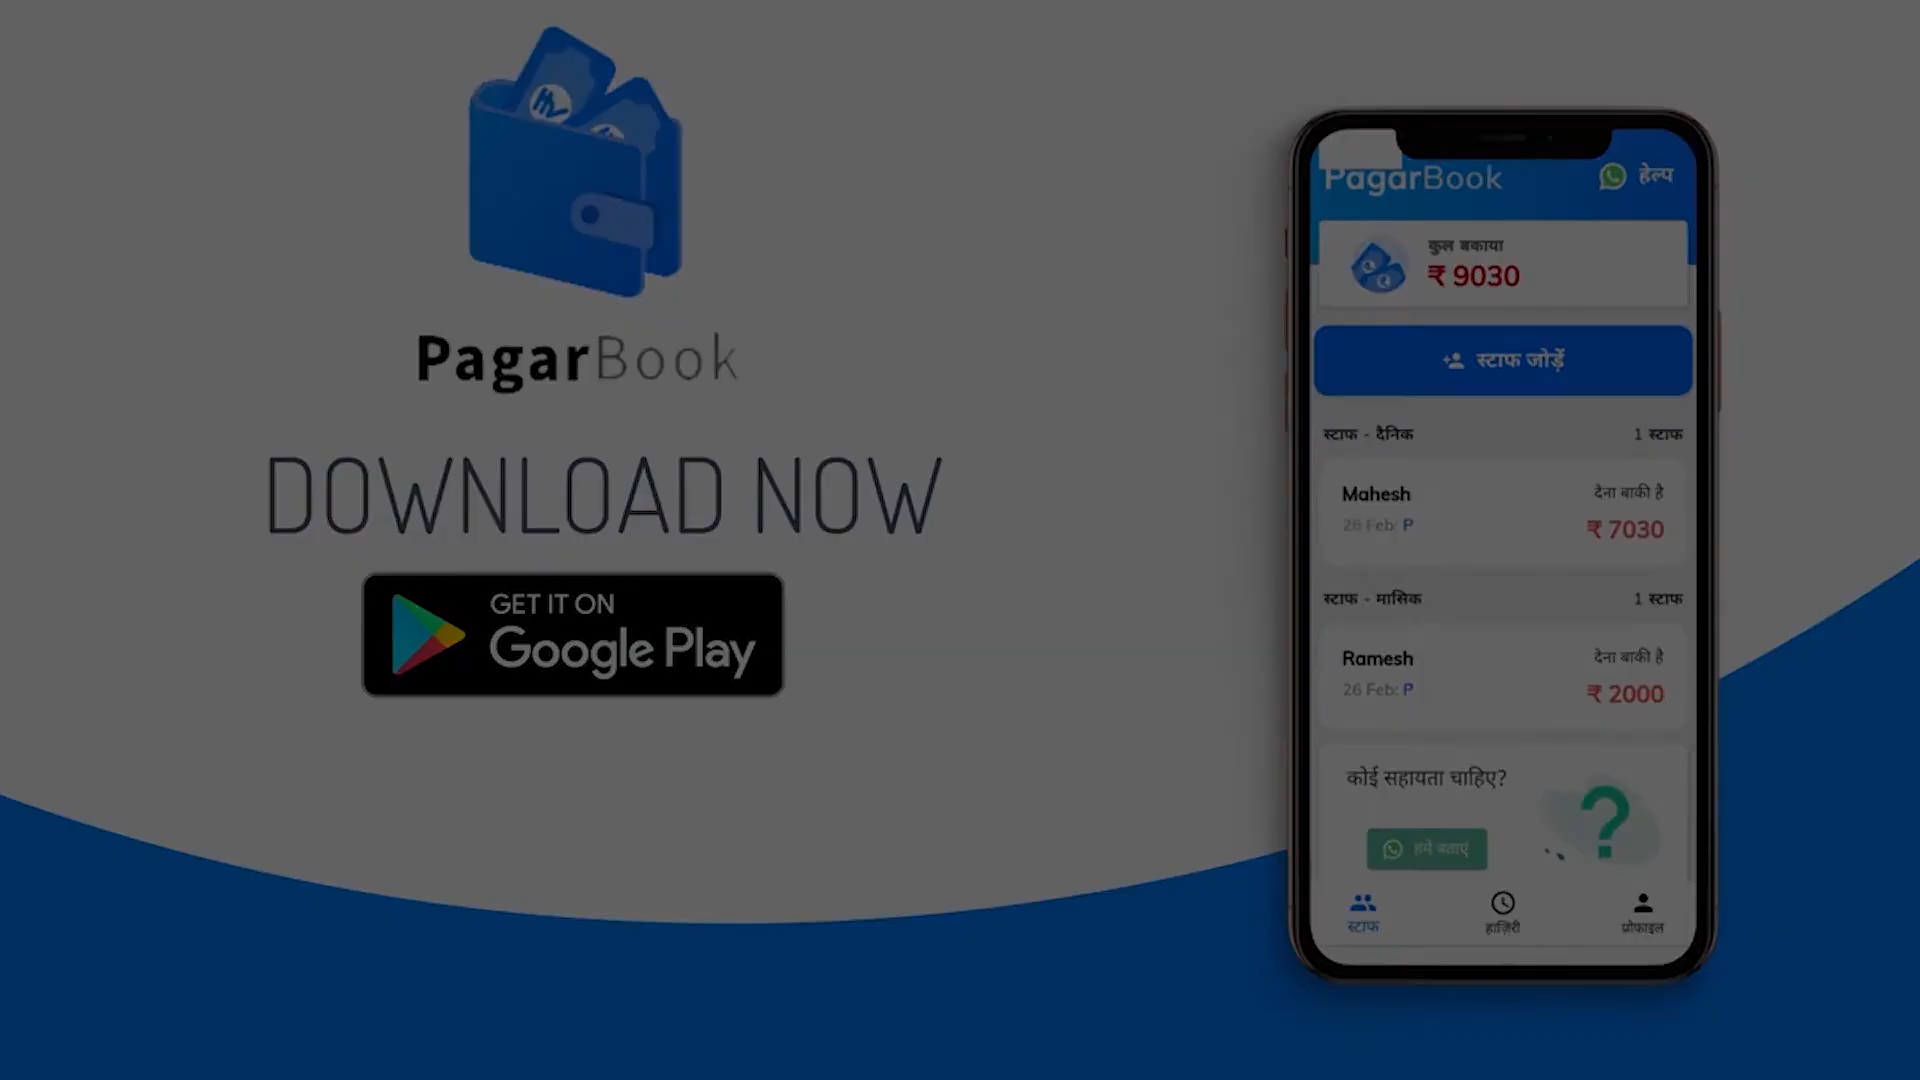 PagarBook
DOWNLOAD NOW
GET IT ON
Google Play
PagarBook
हेल्प
कुल बकाया
₹ 9030
स्टाफ जोड़ें
स्टाफ - दैनिक
1 स्टाफ
Mahesh
देना बाकी है
26 Feb: P
₹ 7030
स्टाफ - मासिक
1 स्टाफ
Ramesh
देना बाकी है
26 Feb: P
₹ 2000
कोई सहायता चाहिए?
हमे बताएं
स्टाफ
हाज़िरी
प्रोफाइल